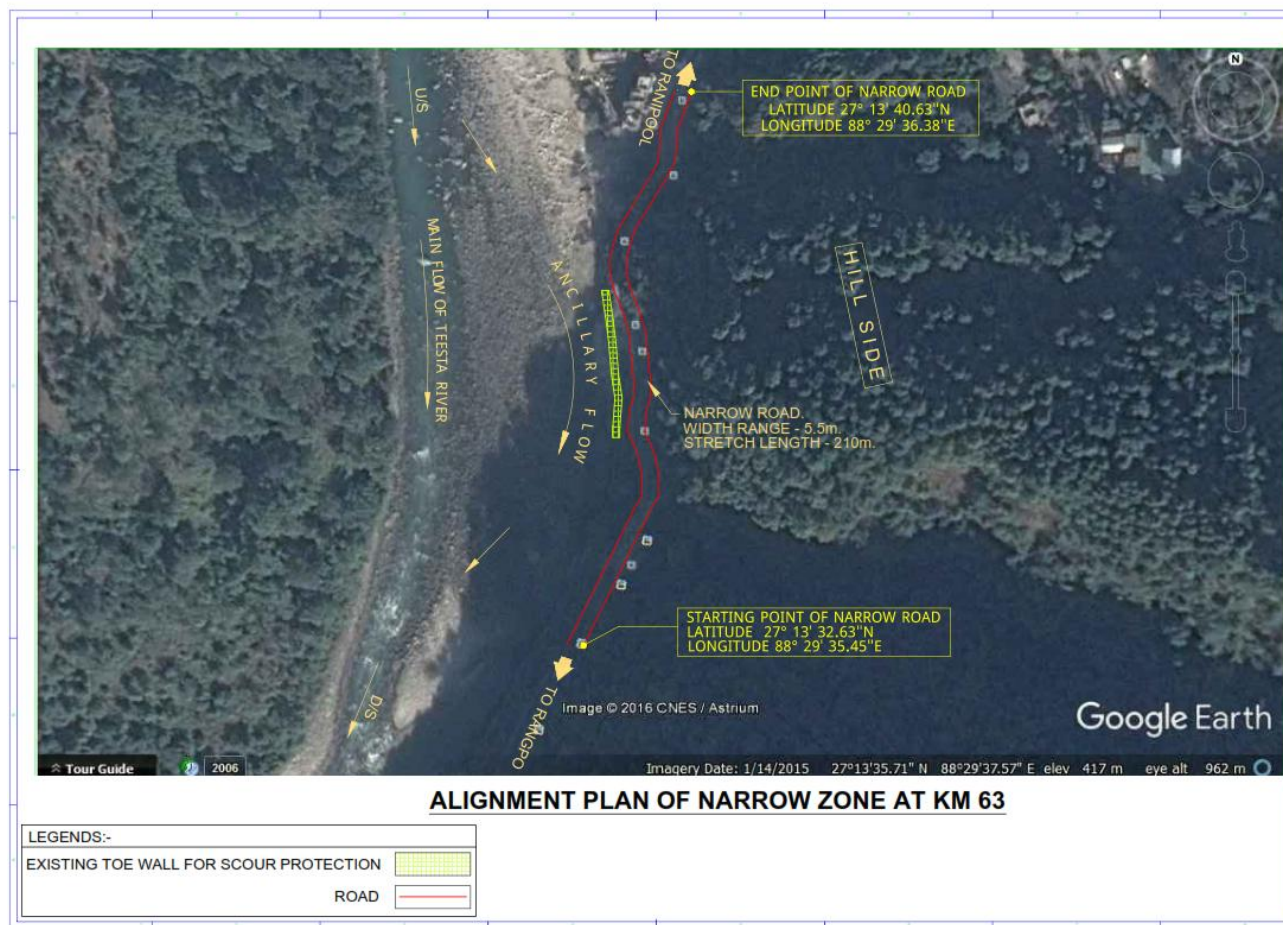 TO RANIPOOL
N
END POINT OF NARROW ROAD
LATITUDE 27° 13' 40.63"N
LONGITUDE 88° 29' 36.38"E
U/S
MAIN FLOW OF TEESTA RIVER
ANCILLARY FLOW
HILL SIDE
NARROW ROAD.
WIDTH RANGE - 5.5m.
STRETCH LENGTH - 210m.
STARTING POINT OF NARROW ROAD
LATITUDE 27° 13' 32.63"N
LONGITUDE 88° 29' 35.45"E
D/S
TO RANGPO
Image © 2016 CNES / Astrium
Google Earth
Tour Guide
2006
Imagery Date: 1/14/2015 27°13'35.71" N 88°29'37.57" E elev 417 m eye alt 962 m
ALIGNMENT PLAN OF NARROW ZONE AT KM 63
LEGENDS:-
EXISTING TOE WALL FOR SCOUR PROTECTION
ROAD